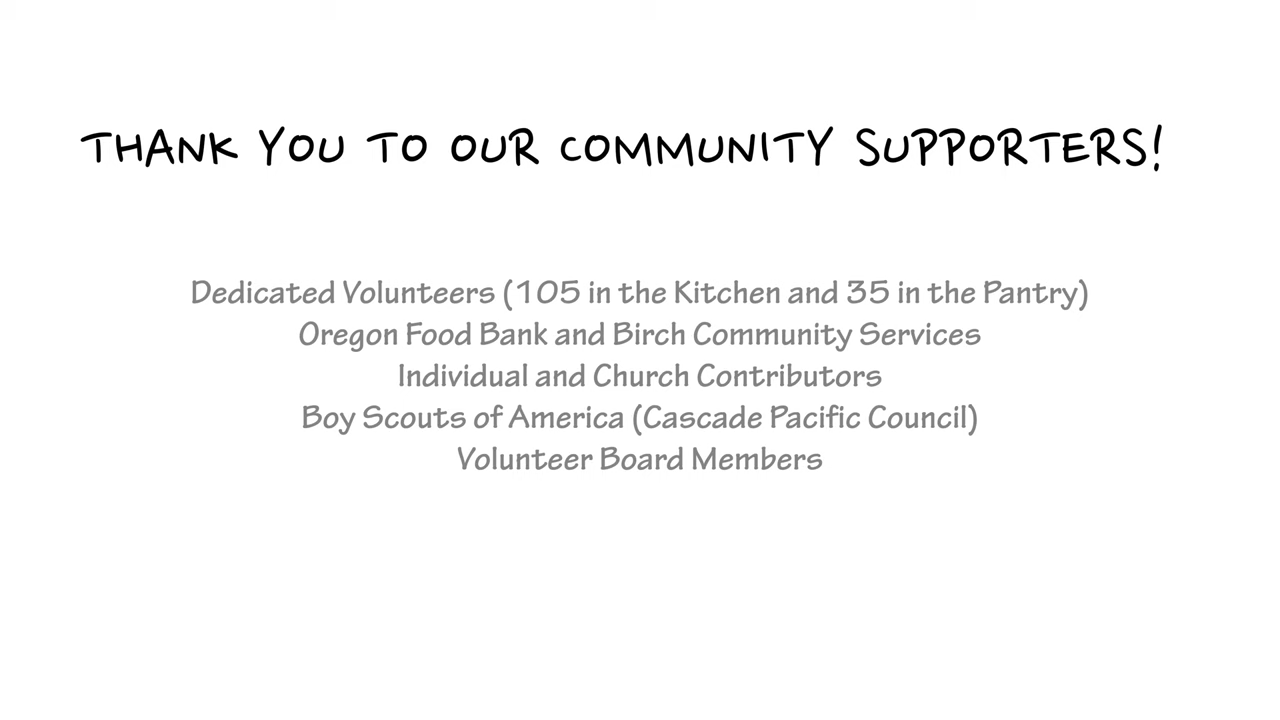 THANK YOU TO OUR COMMUNITY SUPPORTERS!
Dedicated Volunteers (105 in the Kitchen and 35 in the Pantry)
Oregon Food Bank and Birch Community Services
Individual and Church Contributors
Boy Scouts of America (Cascade Pacific Council)
Volunteer Board Members